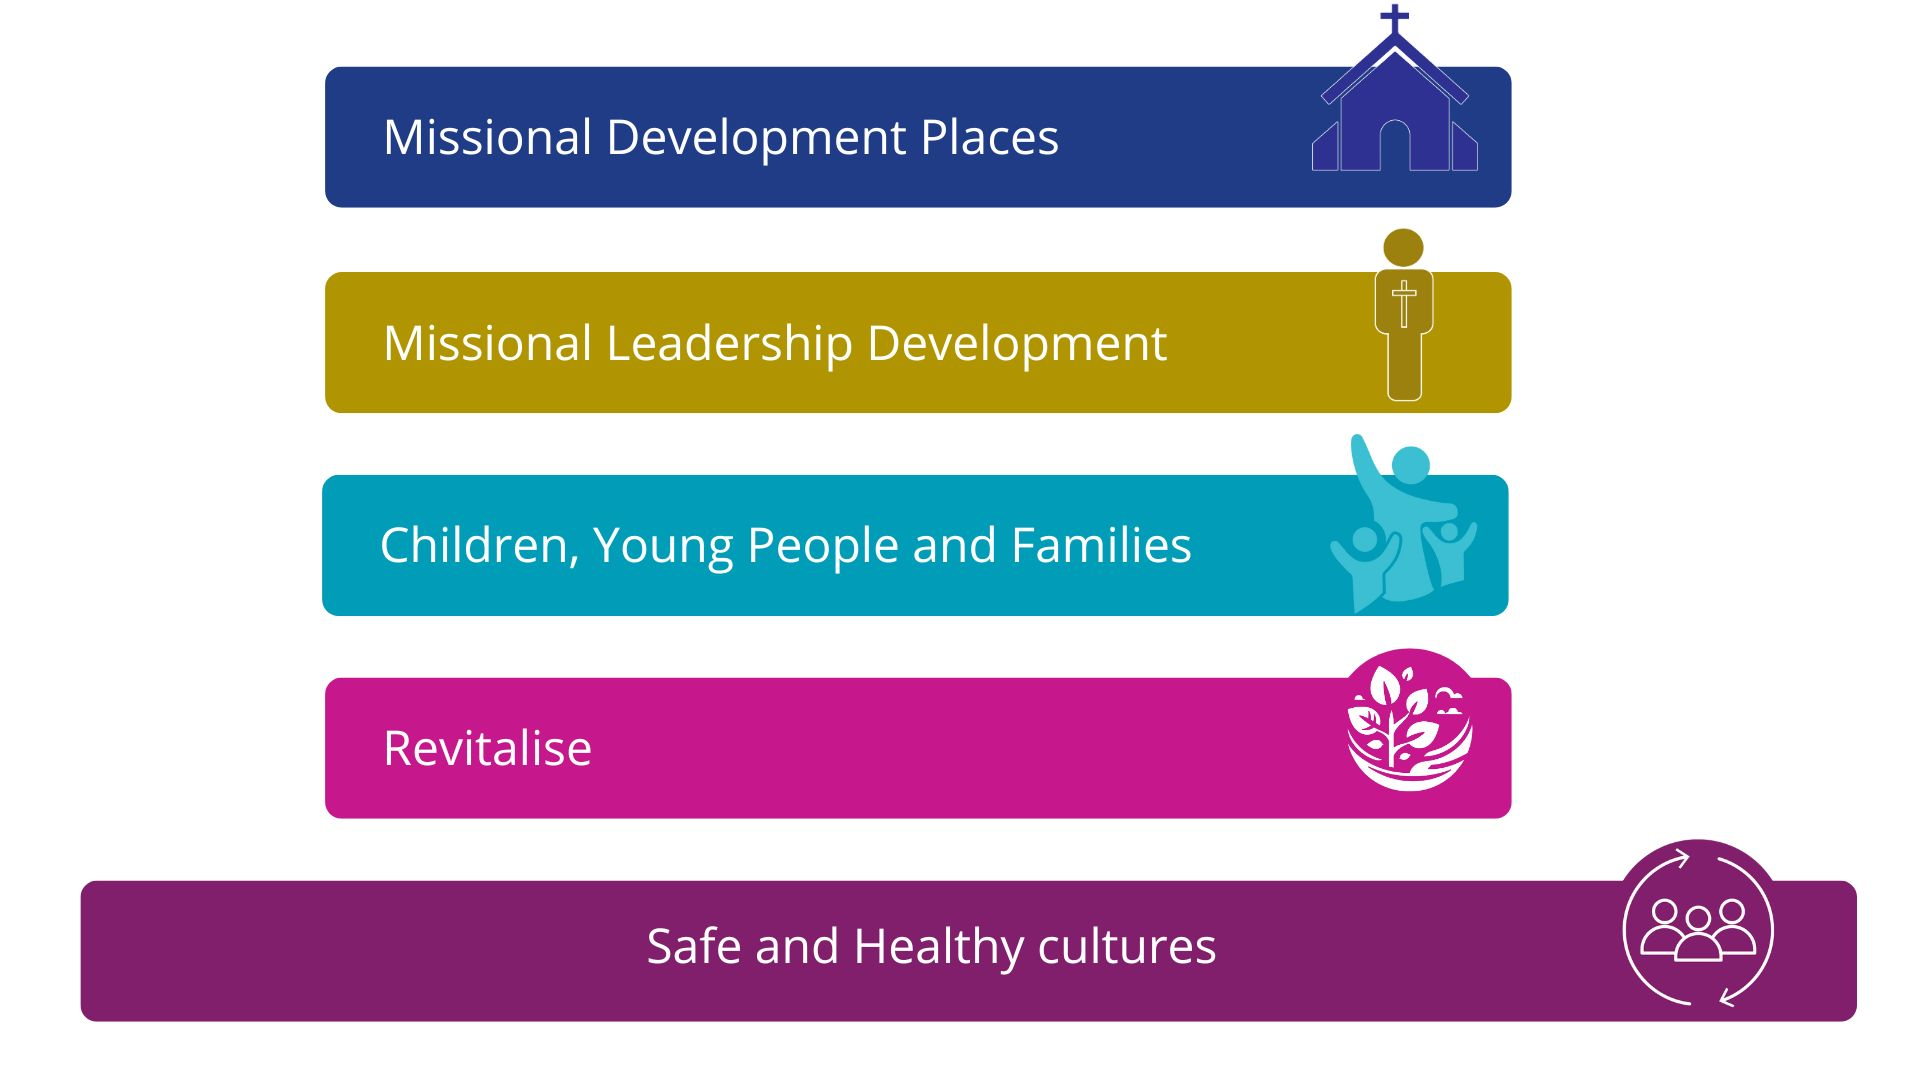 Missional Development Places
Missional Leadership Development
Children, Young People and Families
Revitalise
Safe and Healthy cultures